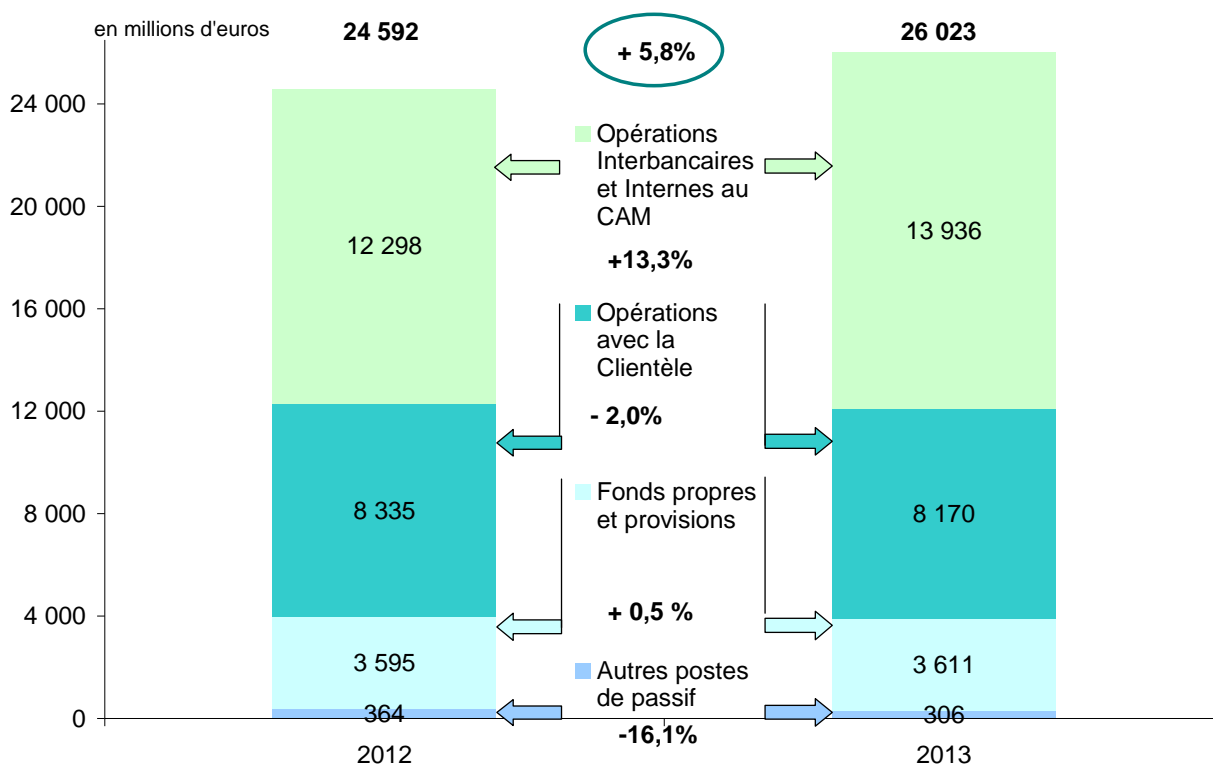 en millions d'euros
24 592
+ 5,8%
26 023
24 000
20 000
16 000
12 000
8 000
4 000
0
12 298
8 335
3 595
364
Opérations
Interbancaires
et Internes au
CAM
+13,3%
Opérations
avec la
Clientèle
- 2,0%
Fonds propres
et provisions
+ 0,5 %
Autres postes
de passif
-16,1%
13 936
8 170
3 611
306
2012
2013